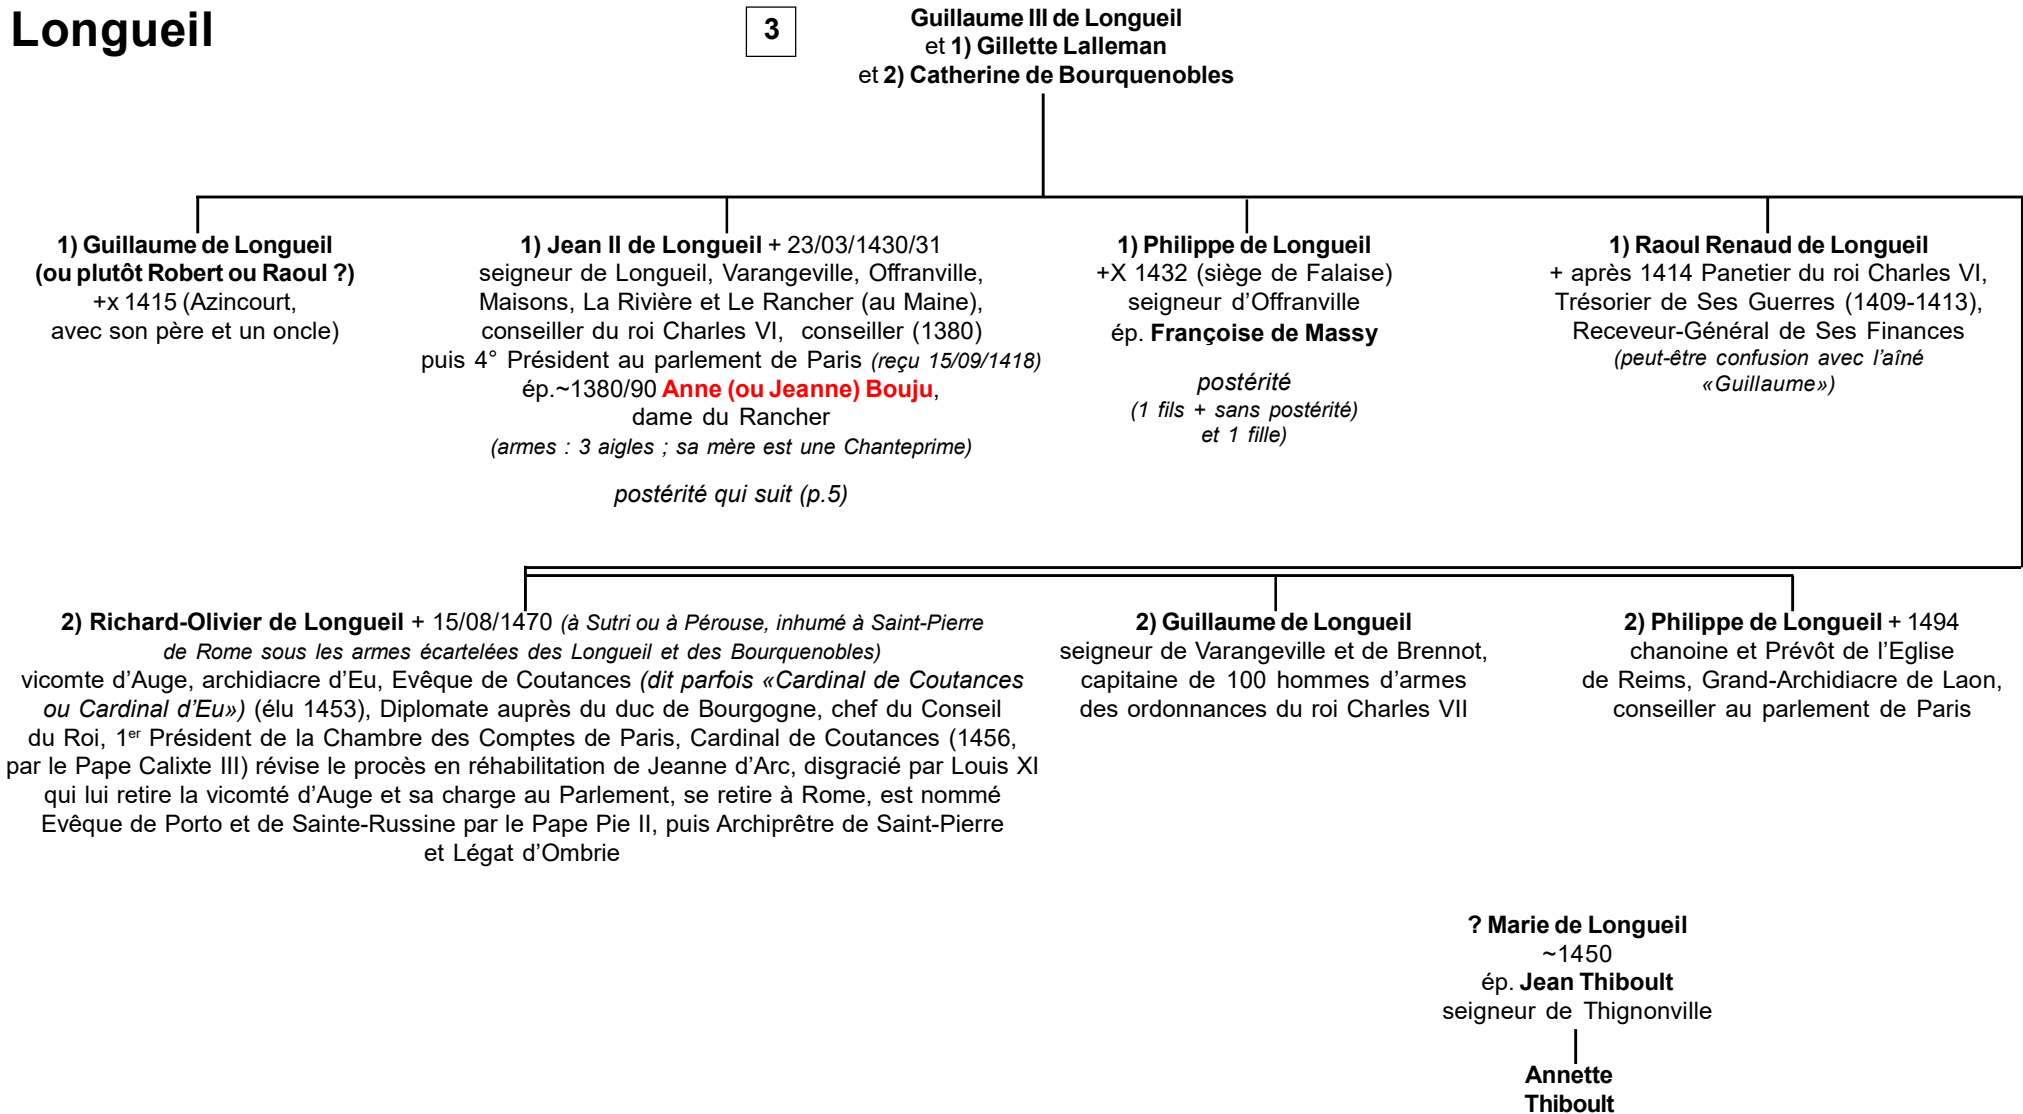 Longueil
3
Guillaume III de Longueil
et 1) Gillette Lalleman
et 2) Catherine de Bourquenobles
1) Guillaume de Longueil
(ou plutôt Robert ou Raoul ?)
+x 1415 (Azincourt,
avec son père et un oncle)
1) Jean II de Longueil + 23/03/1430/31
seigneur de Longueil, Varangeville, Offranville,
Maisons, La Rivière et Le Rancher (au Maine),
conseiller du roi Charles VI, conseiller (1380)
puis 4° Président au parlement de Paris (reçu 15/09/1418)
ép.~1380/90 Anne (ou Jeanne) Bouju,
dame du Rancher
(armes : 3 aigles ; sa mère est une Chanteprime)
postérité qui suit (p.5)
1) Philippe de Longueil
+X 1432 (siège de Falaise)
seigneur d’Offranville
ép. Françoise de Massy
postérité
(1 fils + sans postérité)
et 1 fille)
1) Raoul Renaud de Longueil
+ après 1414 Panetier du roi Charles VI,
Trésorier de Ses Guerres (1409-1413),
Receveur-Général de Ses Finances
(peut-être confusion avec l’aîné
«Guillaume»)
2) Richard-Olivier de Longueil + 15/08/1470 (à Sutri ou à Pérouse, inhumé à Saint-Pierre
de Rome sous les armes écartelées des Longueil et des Bourquenobles)
vicomte d’Auge, archidiacre d’Eu, Evêque de Coutances (dit parfois «Cardinal de Coutances
ou Cardinal d’Eu») (élu 1453), Diplomate auprès du duc de Bourgogne, chef du Conseil
du Roi, 1er Président de la Chambre des Comptes de Paris, Cardinal de Coutances (1456,
par le Pape Calixte III) révise le procès en réhabilitation de Jeanne d’Arc, disgracié par Louis XI
qui lui retire la vicomté d’Auge et sa charge au Parlement, se retire à Rome, est nommé
Evêque de Porto et de Sainte-Russine par le Pape Pie II, puis Archiprêtre de Saint-Pierre
et Légat d’Ombrie
2) Guillaume de Longueil
seigneur de Varangeville et de Brennot,
capitaine de 100 hommes d’armes
des ordonnances du roi Charles VII
2) Philippe de Longueil + 1494
chanoine et Prévôt de l’Eglise
de Reims, Grand-Archidiacre de Laon,
conseiller au parlement de Paris
? Marie de Longueil
~1450
ép. Jean Thiboult
seigneur de Thignonville
Annette
Thiboult